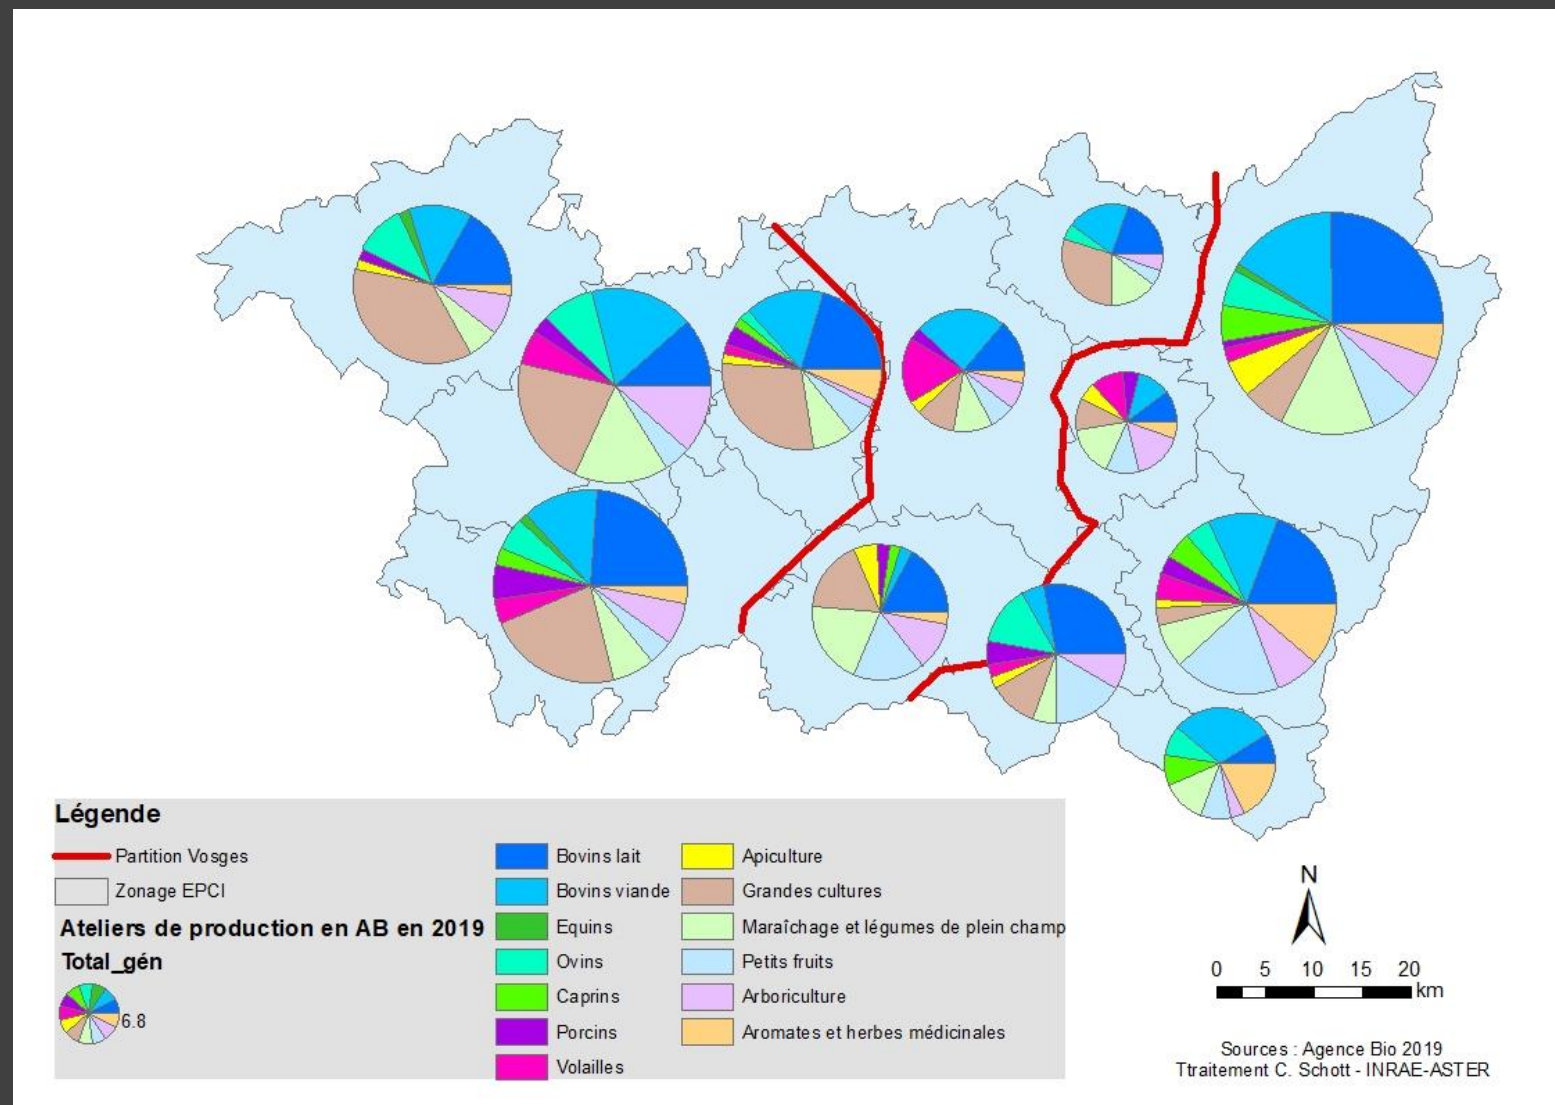 Légende
Partition Vosges
Zonage EPCI
Ateliers de production en AB en 2019
Total_gén
6.8
Bovins lait
Bovins viande
Equins
Ovins
Caprins
Porcins
Volailles
Apiculture
Grandes cultures
Maraîchage et légumes de plein champ
Petits fruits
Arboriculture
Aromates et herbes médicinales
N
0 5 10 15 20
km
Sources : Agence Bio 2019
Ttraitement C. Schott - INRAE-ASTER